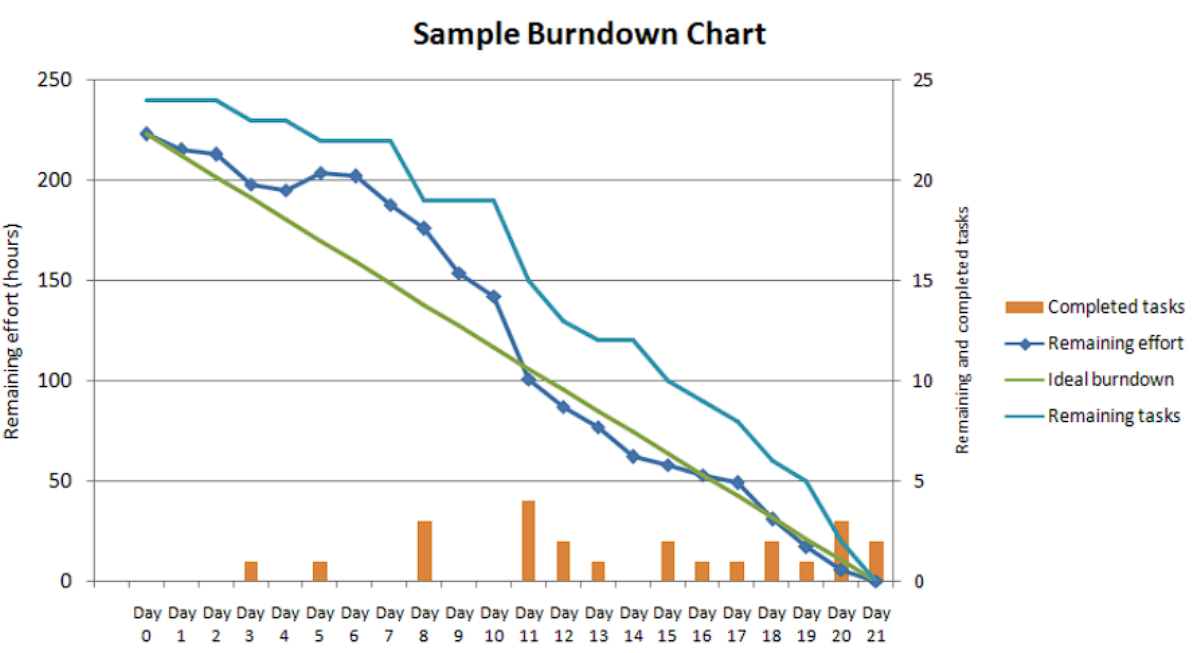 Sample Burndown Chart
250
200
150
100
50
0
Remaining effort (hours)
25
20
15
10
5
0
Remaining and completed tasks
Completed tasks
Remaining effort
Ideal burndown
Remaining tasks
Day Day Day Day Day Day Day Day Day Day Day Day Day Day Day Day Day Day Day Day Day Day
0 1 2 3 4 5 6 7 8 9 10 11 12 13 14 15 16 17 18 19 20 21